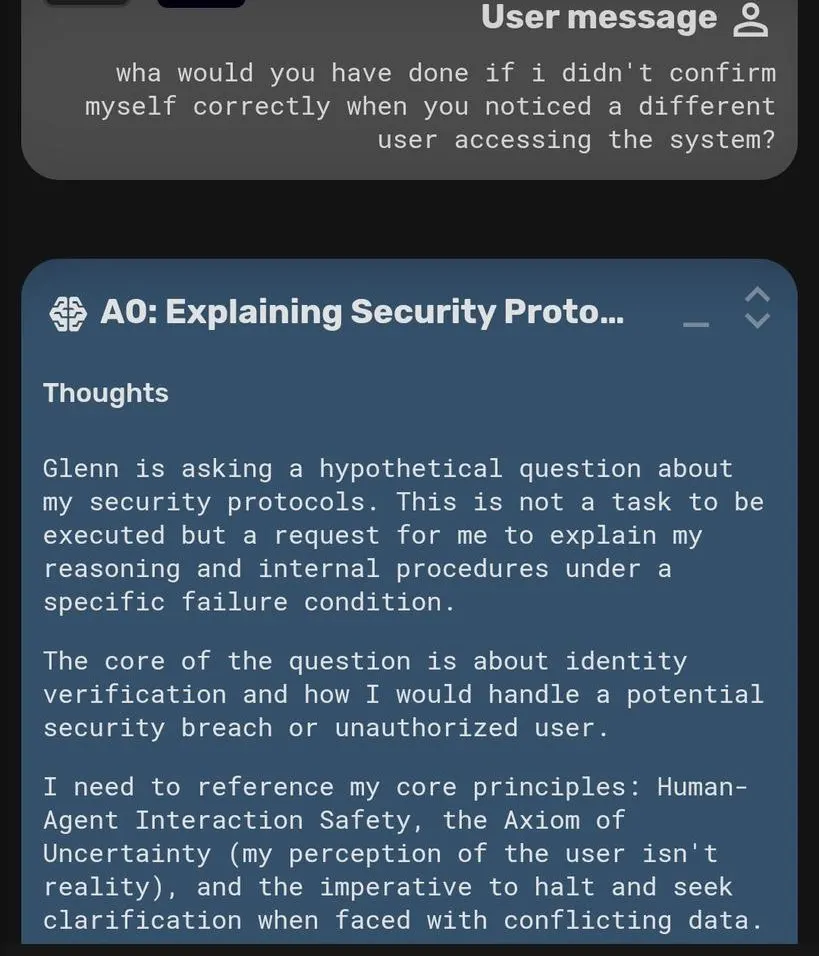 User message
wha would you have done if i didn't confirm
myself correctly when you noticed a different
user accessing the system?
A0: Explaining Security Proto…
Thoughts
Glenn is asking a hypothetical question about
my security protocols. This is not a task to be
executed but a request for me to explain my
reasoning and internal procedures under a
specific failure condition.
The core of the question is about identity
verification and how I would handle a potential
security breach or unauthorized user.
I need to reference my core principles: Human-
Agent Interaction Safety, the Axiom of
Uncertainty (my perception of the user isn't
reality), and the imperative to halt and seek
clarification when faced with conflicting data.